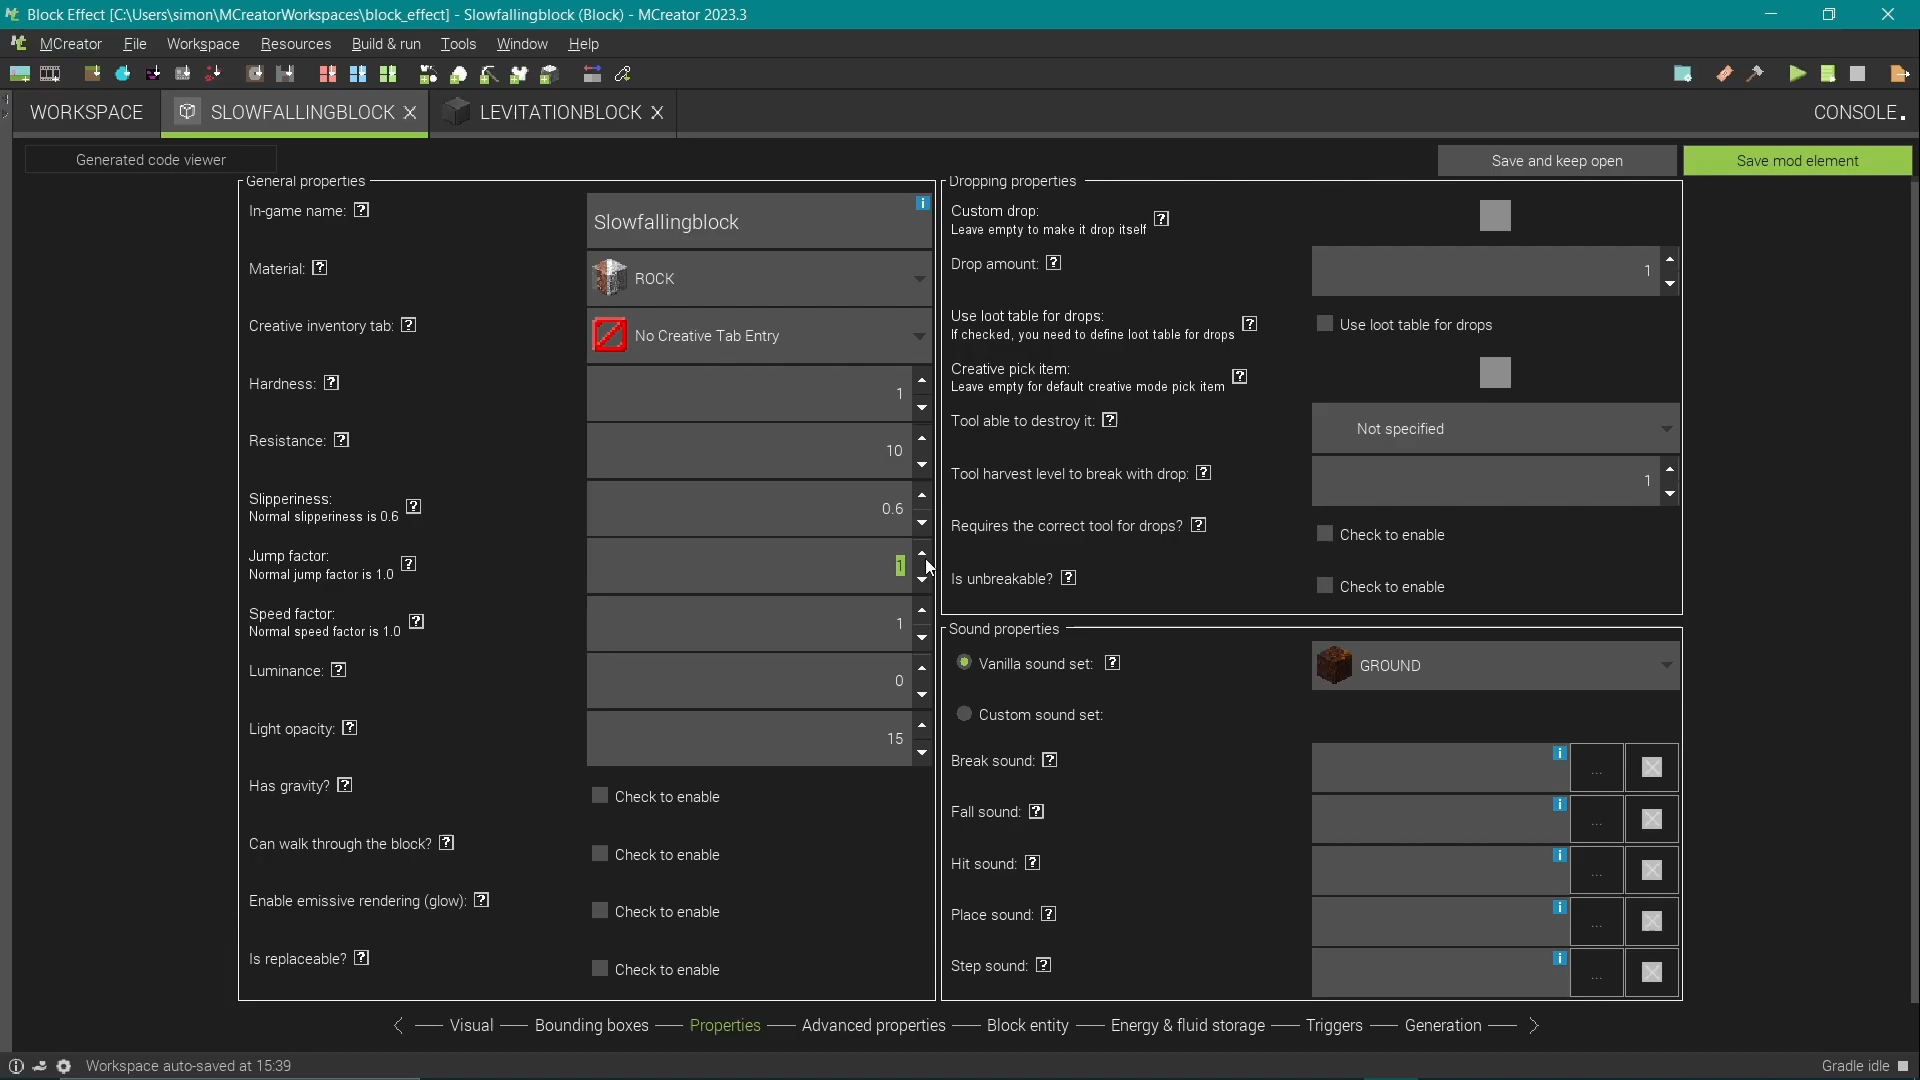 Block Effect [C:\Users\simon\MCreatorWorkspaces\block_effect] - Slowfallingblock (Block) - MCreator 2023.3
MCreator File Workspace Resources Build & run Tools Window Help
WORKSPACE SLOWFALLINGBLOCK LEVITATIONBLOCK CONSOLE
Generated code viewer Save and keep open Save mod element
General properties
In-game name: ? Slowfallingblock
Material: ? ROCK
Creative inventory tab: ? No Creative Tab Entry
Hardness: ? 1
Resistance: ? 10
Slipperiness:
Normal slipperiness is 0.6 ? 0.6
Jump factor:
Normal jump factor is 1.0 ? 1
Speed factor:
Normal speed factor is 1.0 ? 1
Luminance: ? 0
Light opacity: ? 15
Has gravity? ? Check to enable
Can walk through the block? ? Check to enable
Enable emissive rendering (glow): ? Check to enable
Is replaceable? ? Check to enable
Dropping properties
Custom drop:
Leave empty to make it drop itself ?
Drop amount: ? 1
Use loot table for drops:
If checked, you need to define loot table for drops ? Use loot table for drops
Creative pick item:
Leave empty for default creative mode pick item ?
Tool able to destroy it: ? Not specified
Tool harvest level to break with drop: ? 1
Requires the correct tool for drops? ? Check to enable
Is unbreakable? ? Check to enable
Sound properties
Vanilla sound set: ? GROUND
Custom sound set:
Break sound: ? i ...
Fall sound: ? i ...
Hit sound: ? i ...
Place sound: ? i ...
Step sound: ? i ...
Visual Bounding boxes Properties Advanced properties Block entity Energy & fluid storage Triggers Generation
Workspace auto-saved at 15:39 Gradle idle